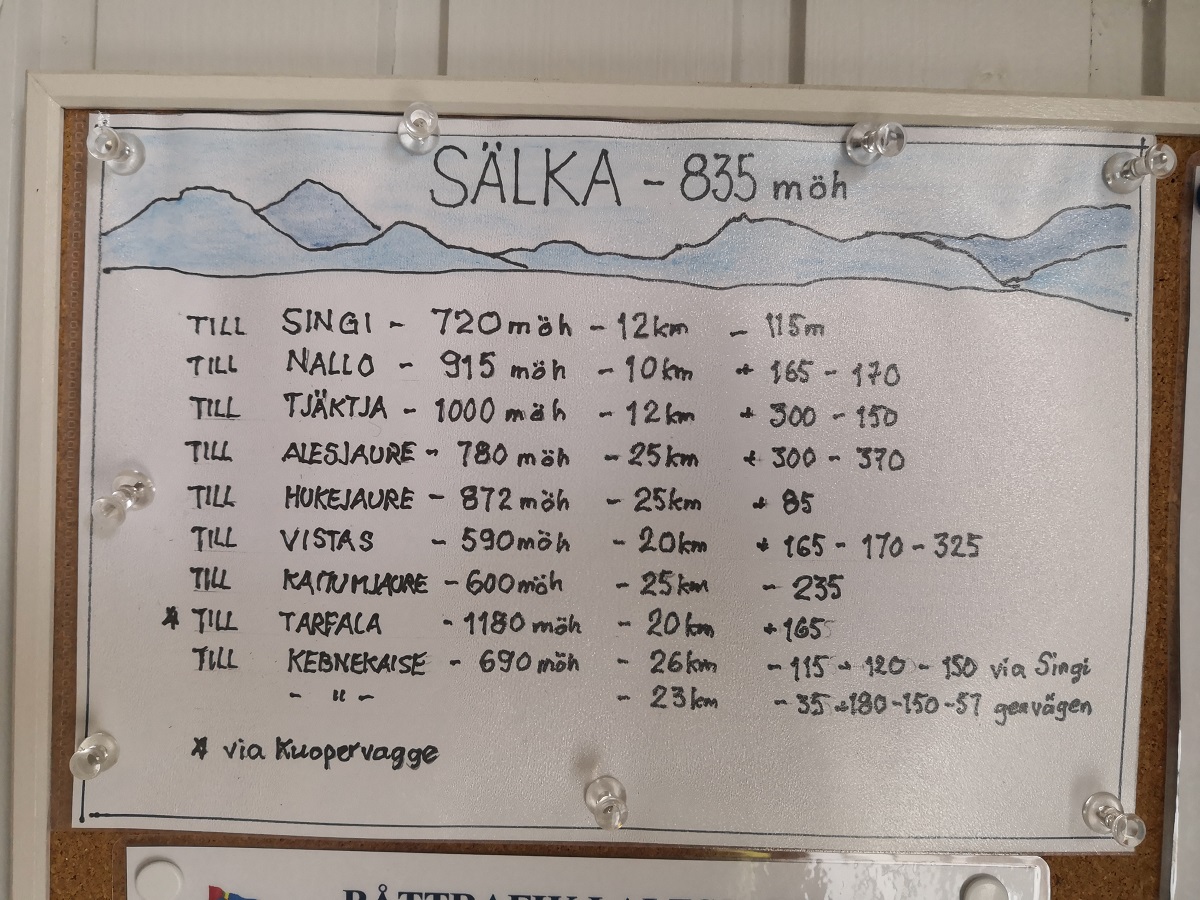 SÄLKA - 835 möh
TILL SINGI - 720 möh - 12 km - 115m
TILL NALLO - 915 möh - 10 km + 165 - 170
TILL TJÄKTJA - 1000 möh - 12 km + 300 - 150
TILL ALESJAURE - 780 möh - 25 km + 300 - 370
TILL HUKEJAURE - 872 möh - 25 km + 85
TILL VISTAS - 590 möh - 20 km + 165 - 170 - 325
TILL KAITUMJAURE - 600 möh - 25 km - 235
* TILL TARFALA - 1180 möh - 20 km + 165
TILL KEBNEKAISE - 690 möh - 26 km - 115 + 120 - 150 via Singi
- " - - 23 km - 35 +180-150-57 genvägen
* via Kuopervagge
BÅTTRAFIK